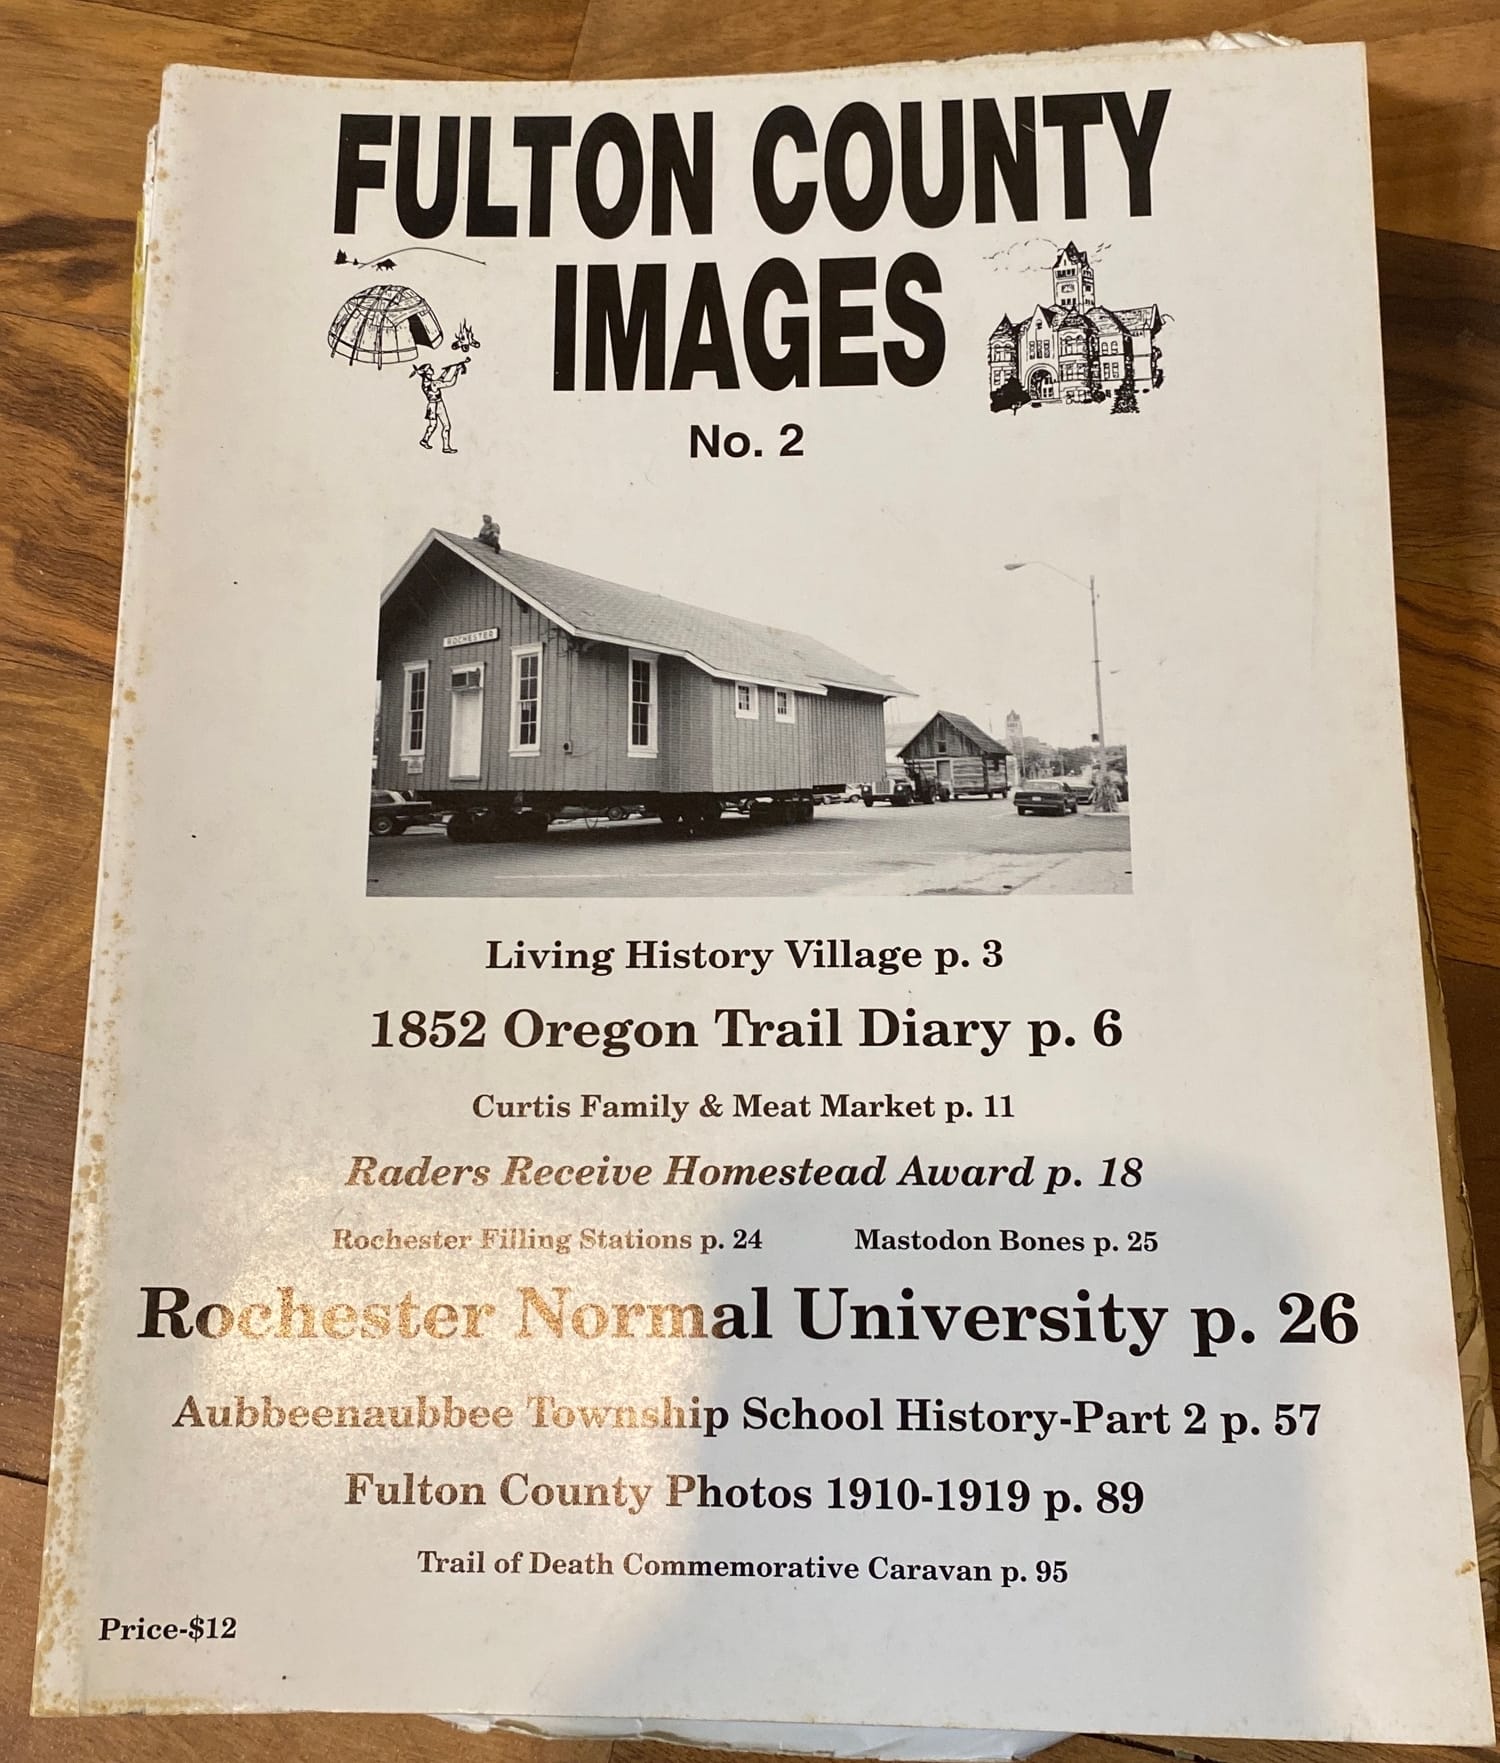 FULTON COUNTY
IMAGES
No. 2
ROCHESTER
Living History Village p. 3
1852 Oregon Trail Diary p. 6
Curtis Family & Meat Market p. 11
Raders Receive Homestead Award p. 18
Rochester Filling Stations p. 24 Mastodon Bones p. 25
Rochester Normal University p. 26
Aubbeenaubbee Township School History-Part 2 p. 57
Fulton County Photos 1910-1919 p. 89
Trail of Death Commemorative Caravan p. 95
Price-$12